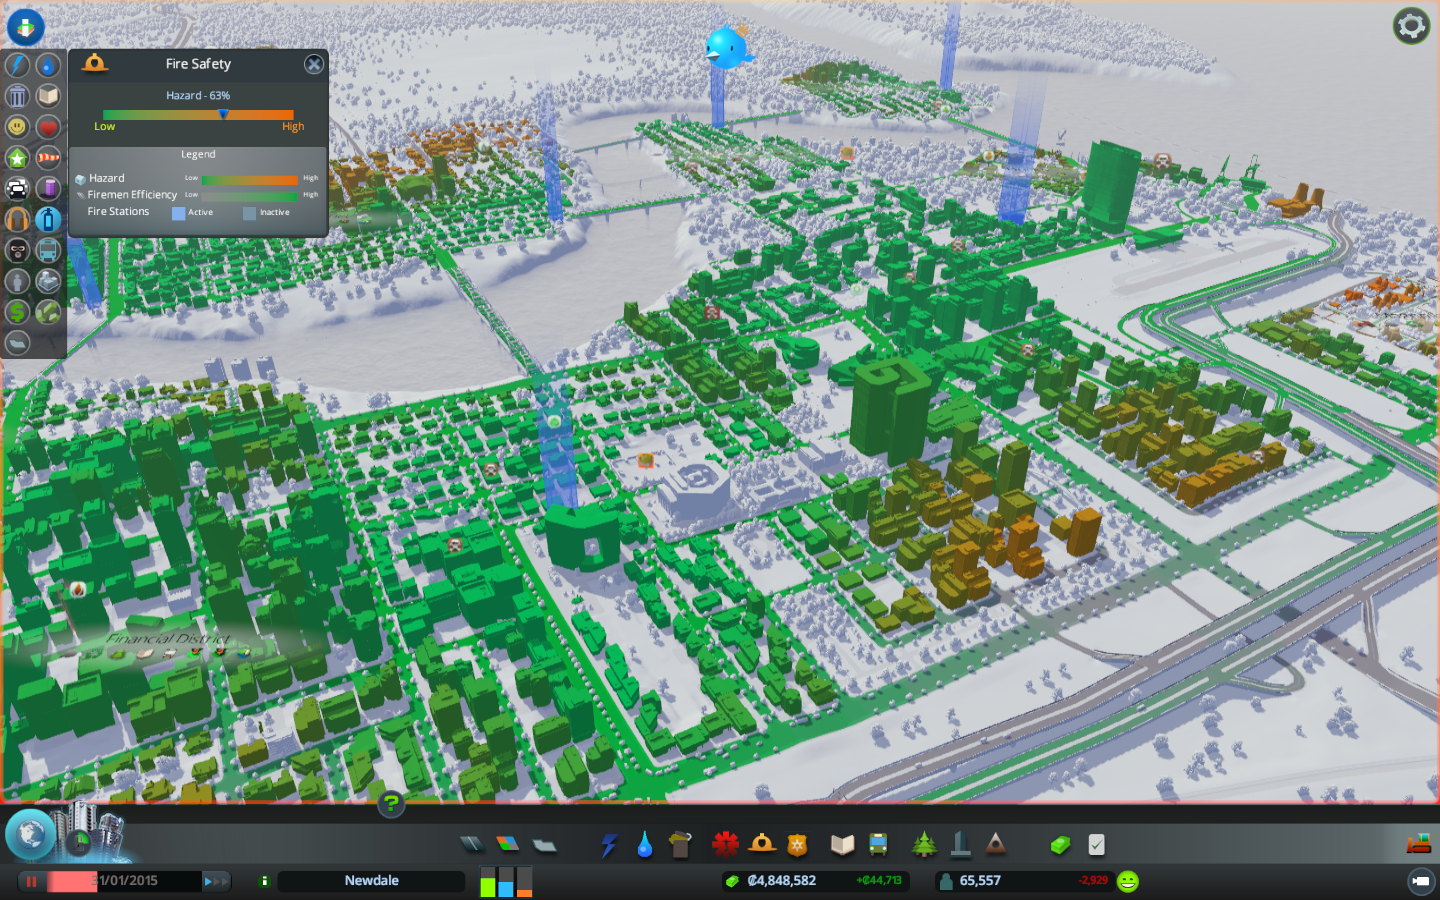 Fire Safety
Hazard - 63%
Low High
Legend
Hazard Low High
Firemen Efficiency Low High
Fire Stations Active Inactive
Financial District
?
31/01/2015
Newdale
₡4,848,582 +₡44,713
65,557 -2,929